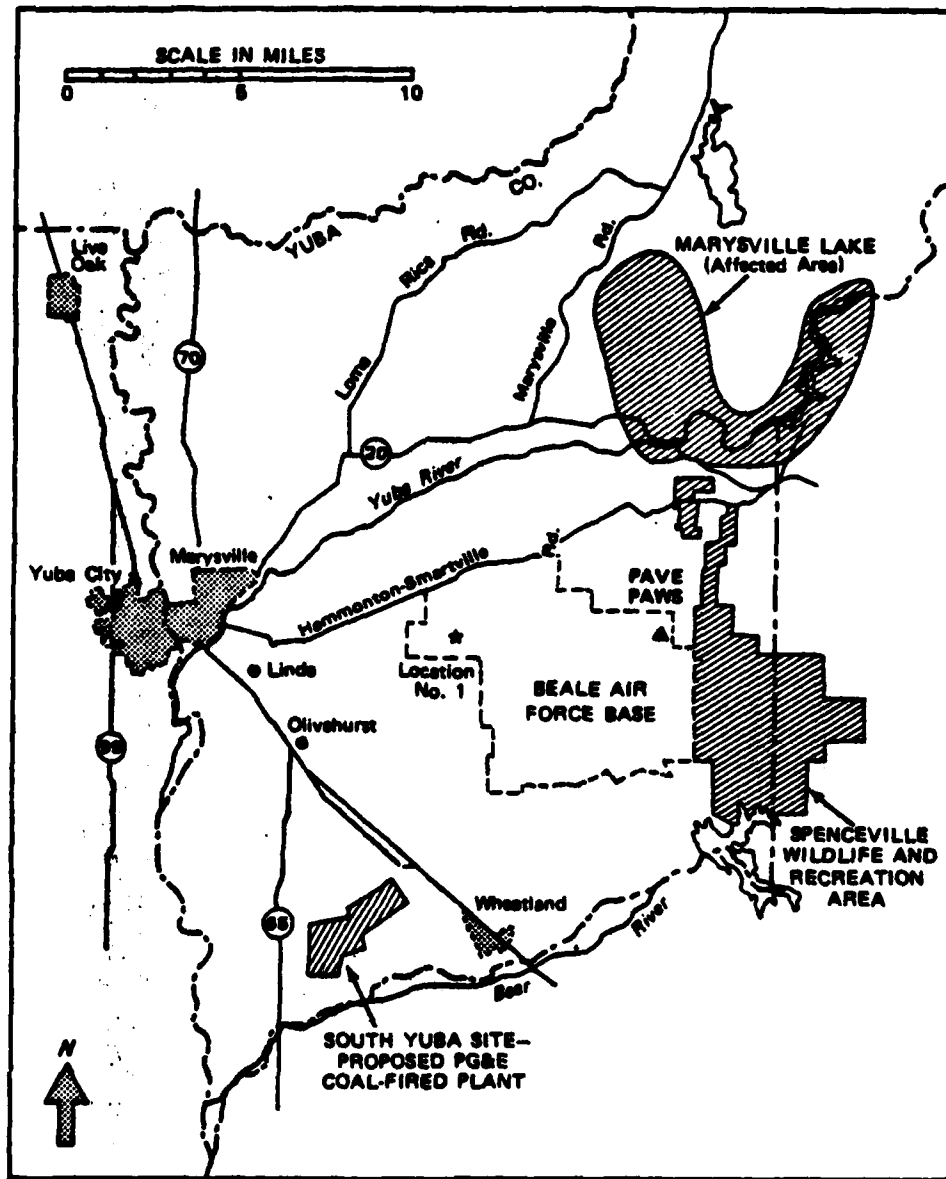 SCALE IN MILES
0 5 10
YUBA CO.
Live
Oak
70
Loma Rica Rd.
Marysville Rd.
MARYSVILLE LAKE
(Affected Area)
20
Yuba River
Marysville
Yuba City
Hammonton-Smartville Rd.
PAVE
PAWS
Linda
Location
No. 1
BEALE AIR
FORCE BASE
Olivehurst
99
SPENCEVILLE
WILDLIFE AND
RECREATION
AREA
Wheatland
65
Bear River
SOUTH YUBA SITE–
PROPOSED PG&E
COAL-FIRED PLANT
N